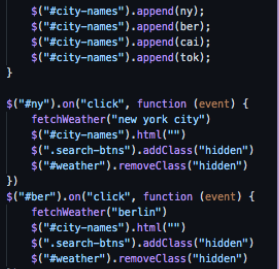 $("#city-names").append(ny);
$("#city-names").append(ber);
$("#city-names").append(cai);
$("#city-names").append(tok);
}
$("#ny").on("click", function (event) {
fetchWeather("new york city")
$("#city-names").html("")
$(".search-btns").addClass("hidden")
$("#weather").removeClass("hidden")
})
$("#ber").on("click", function (event) {
fetchWeather("berlin")
$("#city-names").html("")
$(".search-btns").addClass("hidden")
$("#weather").removeClass("hidden")